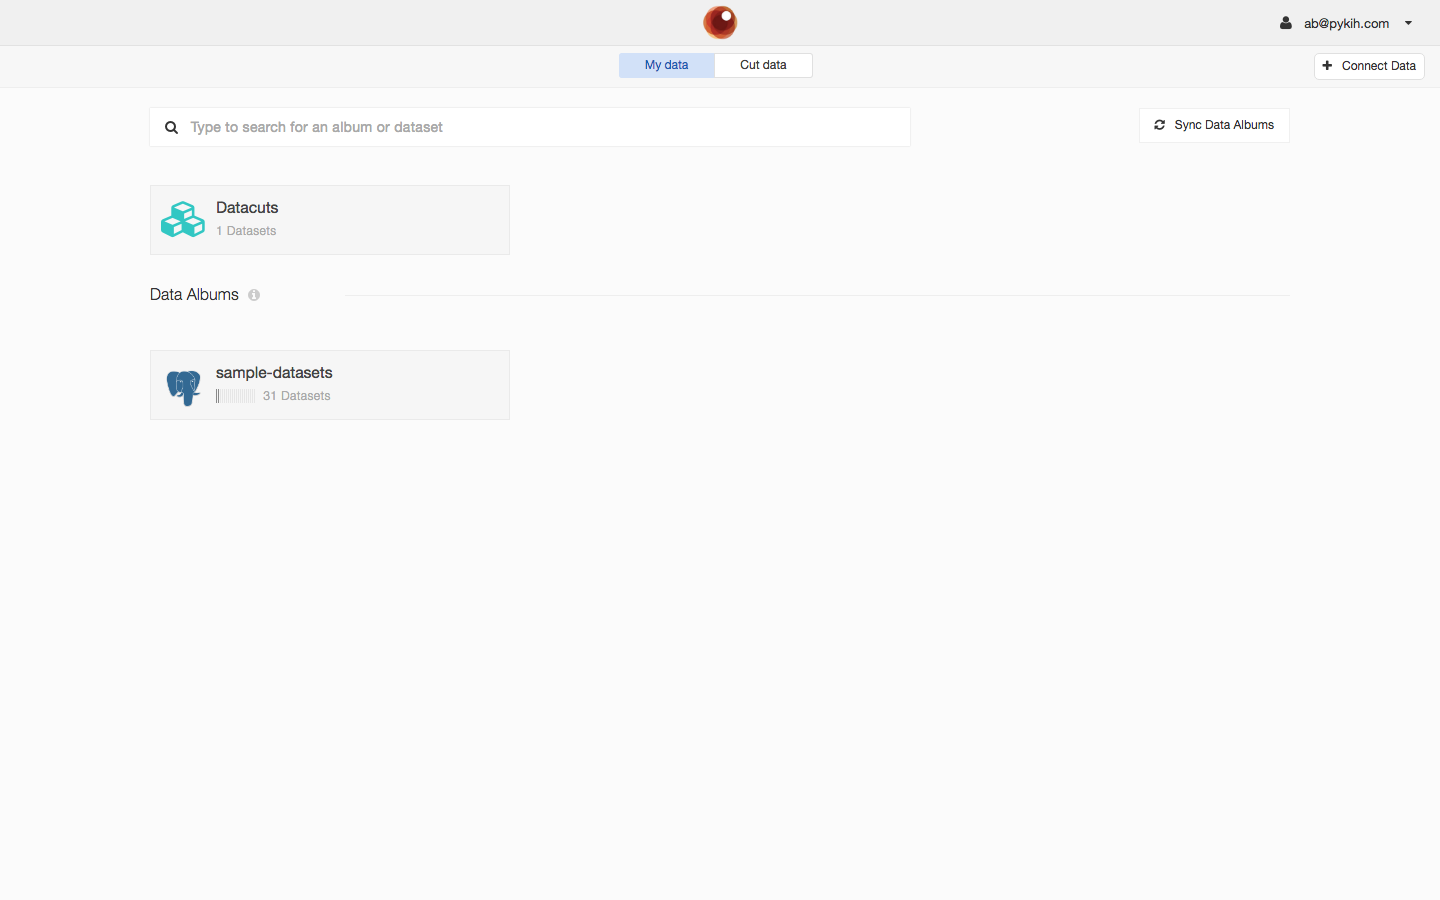 ab@pykih.com
My data
Cut data
Connect Data
Type to search for an album or dataset
Sync Data Albums
Datacuts
1 Datasets
Data Albums
sample-datasets
31 Datasets